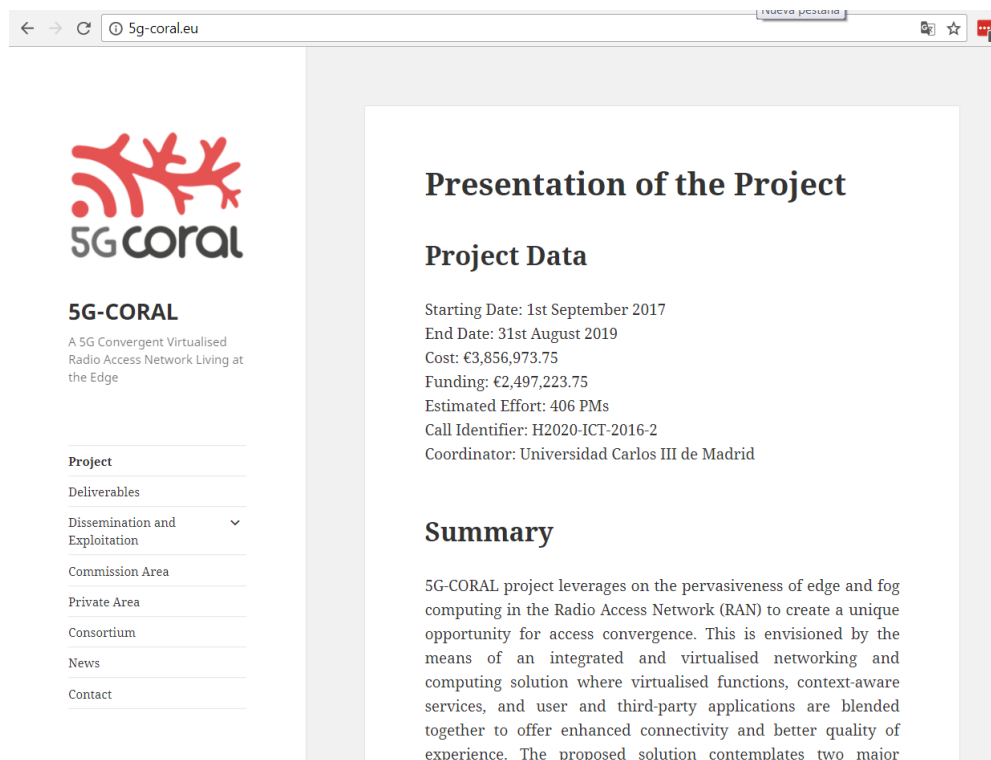 Nueva pestaña
5g-coral.eu
5G coral
5G-CORAL
A 5G Convergent Virtualised
Radio Access Network Living at
the Edge
Project
Deliverables
Dissemination and
Exploitation
Commission Area
Private Area
Consortium
News
Contact
Presentation of the Project
Project Data
Starting Date: 1st September 2017
End Date: 31st August 2019
Cost: €3,856,973.75
Funding: €2,497,223.75
Estimated Effort: 406 PMs
Call Identifier: H2020-ICT-2016-2
Coordinator: Universidad Carlos III de Madrid
Summary
5G-CORAL project leverages on the pervasiveness of edge and fog
computing in the Radio Access Network (RAN) to create a unique
opportunity for access convergence. This is envisioned by the
means of an integrated and virtualised networking and
computing solution where virtualised functions, context-aware
services, and user and third-party applications are blended
together to offer enhanced connectivity and better quality of
experience. The proposed solution contemplates two major